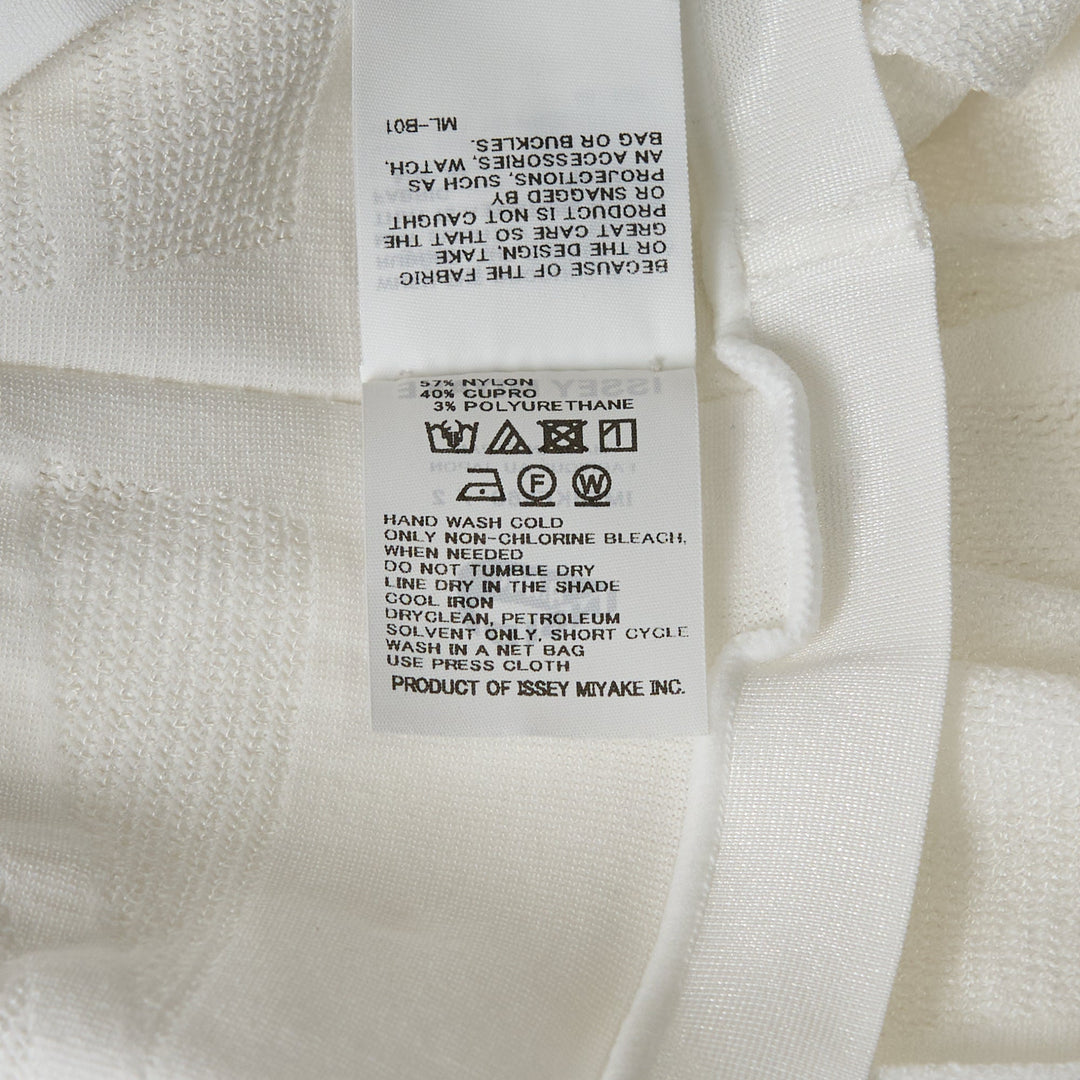 BECAUSE OF THE FABRIC
OR THE DESIGN, TAKE
GREAT CARE SO THAT THE
PRODUCT IS NOT CAUGHT
OR SNAGGED BY
PROJECTIONS, SUCH AS
AN ACCESSORIES, WATCH,
BAG OR BUCKLES.
ML-B01
57% NYLON
40% CUPRO
3% POLYURETHANE
F W
HAND WASH COLD
ONLY NON-CHLORINE BLEACH,
WHEN NEEDED
DO NOT TUMBLE DRY
LINE DRY IN THE SHADE
COOL IRON
DRYCLEAN, PETROLEUM
SOLVENT ONLY, SHORT CYCLE
WASH IN A NET BAG
USE PRESS CLOTH
PRODUCT OF ISSEY MIYAKE INC.